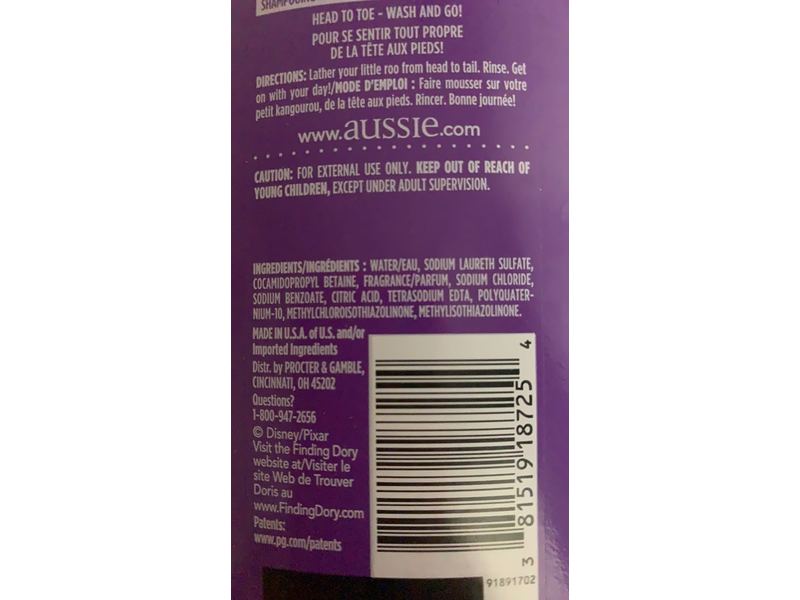 SHAMPOOING
HEAD TO TOE - WASH AND GO!
POUR SE SENTIR TOUT PROPRE
DE LA TÊTE AUX PIEDS!
DIRECTIONS: Lather your little roo from head to tail. Rinse. Get
on with your day!/MODE D'EMPLOI : Faire mousser sur votre
petit kangourou, de la tête aux pieds. Rincer. Bonne journée!
www.aussie.com
CAUTION: FOR EXTERNAL USE ONLY. KEEP OUT OF REACH OF
YOUNG CHILDREN, EXCEPT UNDER ADULT SUPERVISION.
INGREDIENTS/INGRÉDIENTS : WATER/EAU, SODIUM LAURETH SULFATE,
COCAMIDOPROPYL BETAINE, FRAGRANCE/PARFUM, SODIUM CHLORIDE,
SODIUM BENZOATE, CITRIC ACID, TETRASODIUM EDTA, POLYQUATER-
NIUM-10, METHYLCHLOROISOTHIAZOLINONE, METHYLISOTHIAZOLINONE.
MADE IN U.S.A. of U.S. and/or
Imported Ingredients
Distr. by PROCTER & GAMBLE,
CINCINNATI, OH 45202
Questions?
1-800-947-2656
© Disney/Pixar
Visit the Finding Dory
website at/Visiter le
site Web de Trouver
Doris au
www.FindingDory.com
Patents:
www.pg.com/patents
3 81519 18725 4
91891702